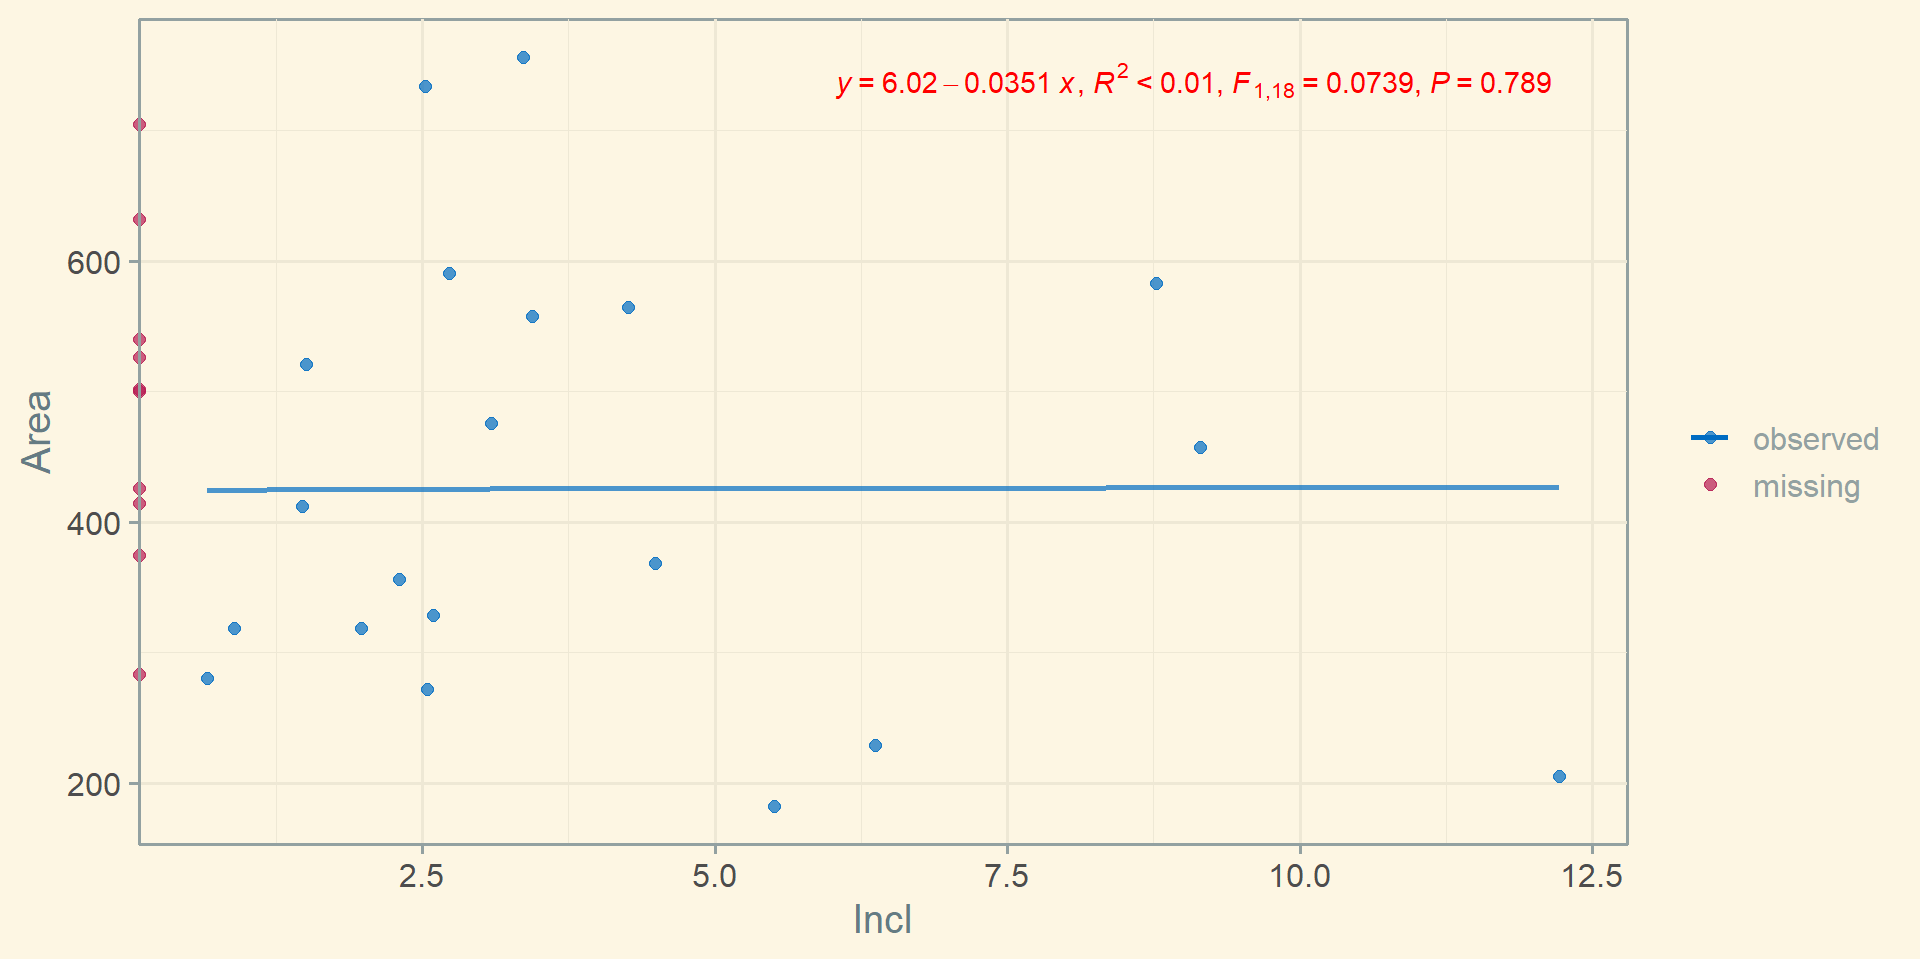 y = 6.02 − 0.0351 x, R² < 0.01, F₁,₁₈ = 0.0739, P = 0.789
600
400
200
Area
observed
missing
2.5 5.0 7.5 10.0 12.5
Incl